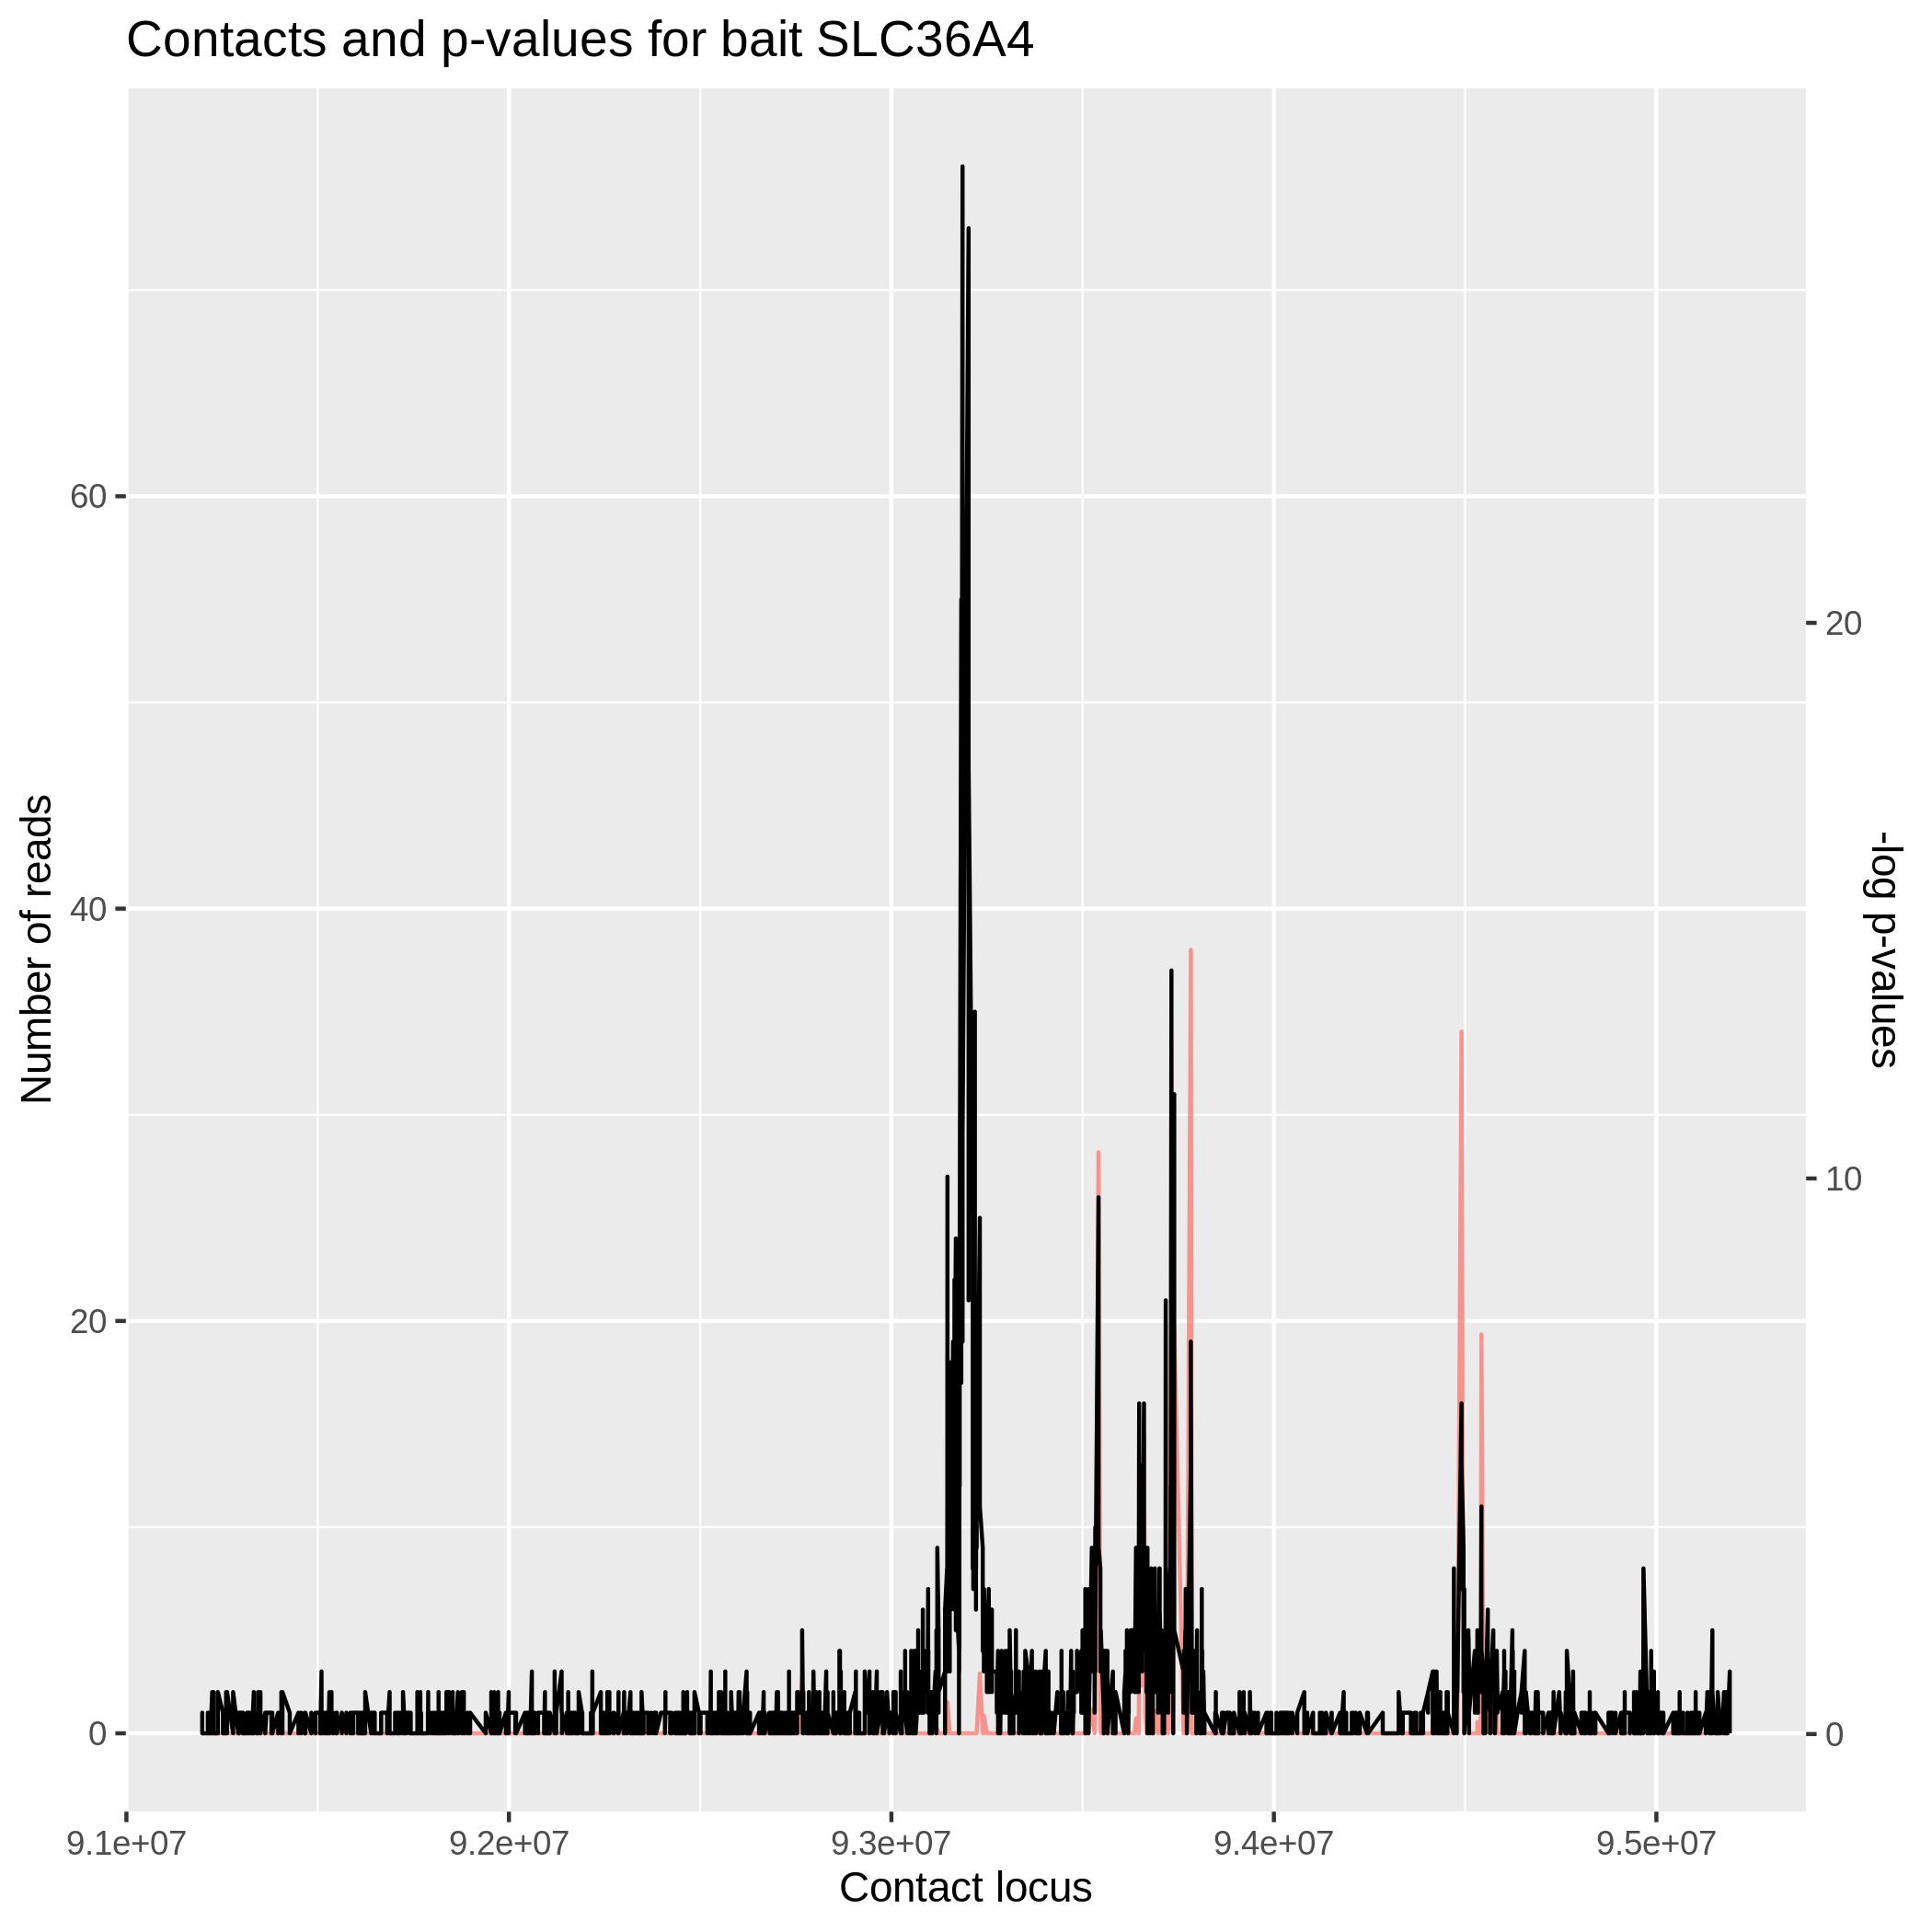 Contacts and p-values for bait SLC36A4
Number of reads
60
40
20
0
20
10
0
-log p-values
9.1e+07 9.2e+07 9.3e+07 9.4e+07 9.5e+07
Contact locus